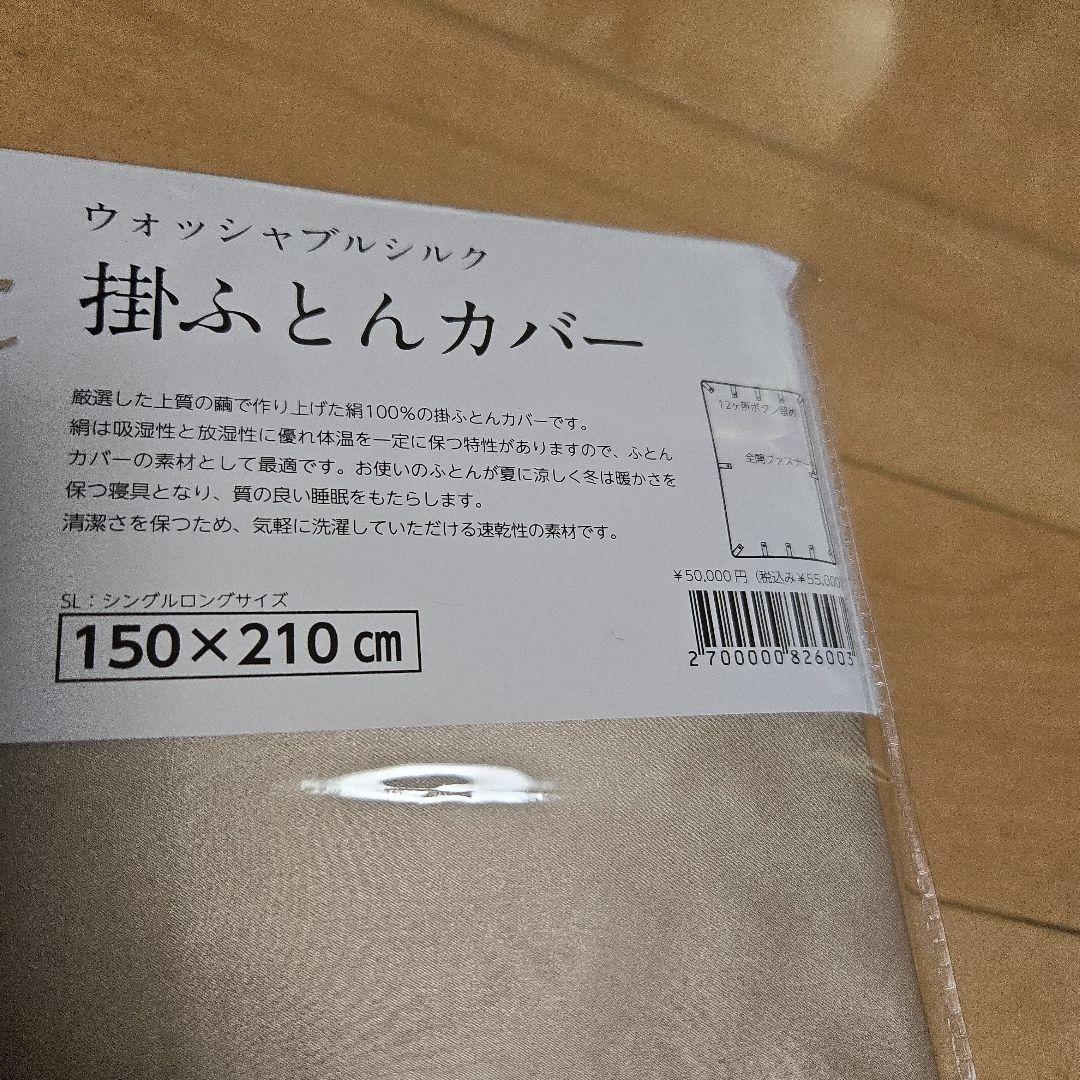 ウォッシャブルシルク
掛ふとんカバー
厳選した上質の繭で作り上げた絹100%の掛ふとんカバーです。
絹は吸湿性と放湿性に優れ体温を一定に保つ特性がありますので、ふとん
カバーの素材として最適です。お使いのふとんが夏に涼しく冬は暖かさを
保つ寝具となり、質の良い睡眠をもたらします。
清潔さを保つため、気軽に洗濯していただける速乾性の素材です。
12ヶ所ボタン留め
全開ファスナー
¥50,000円（税込み¥55,000
SL：シングルロングサイズ
150×210㎝
2700000826003